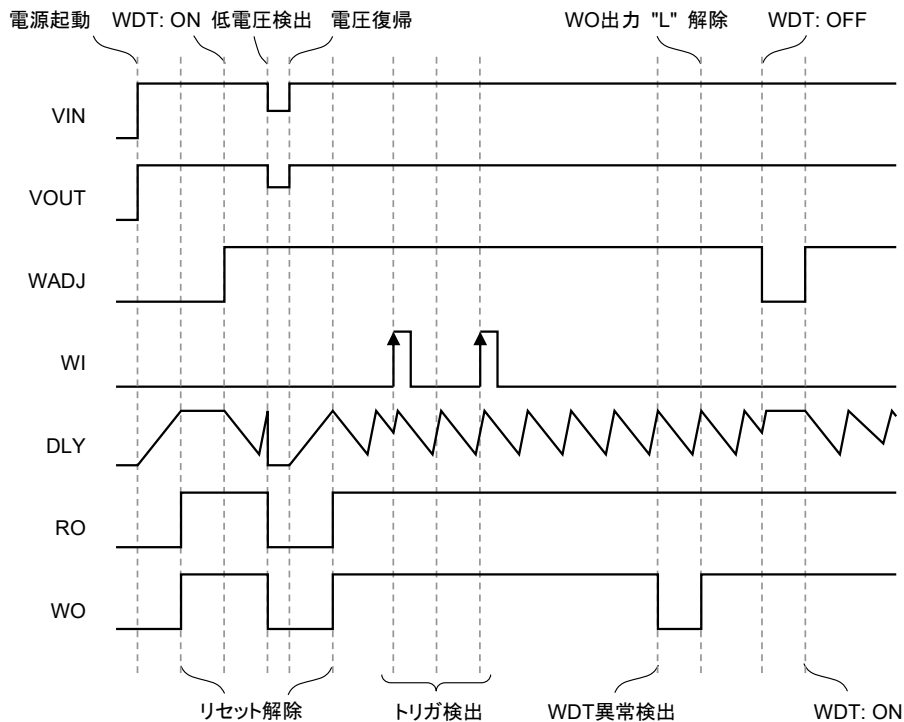 電源起動
WDT: ON
低電圧検出
電圧復帰
WO出力 "L" 解除
WDT: OFF
VIN
VOUT
WADJ
WI
DLY
RO
WO
リセット解除
トリガ検出
WDT異常検出
WDT: ON